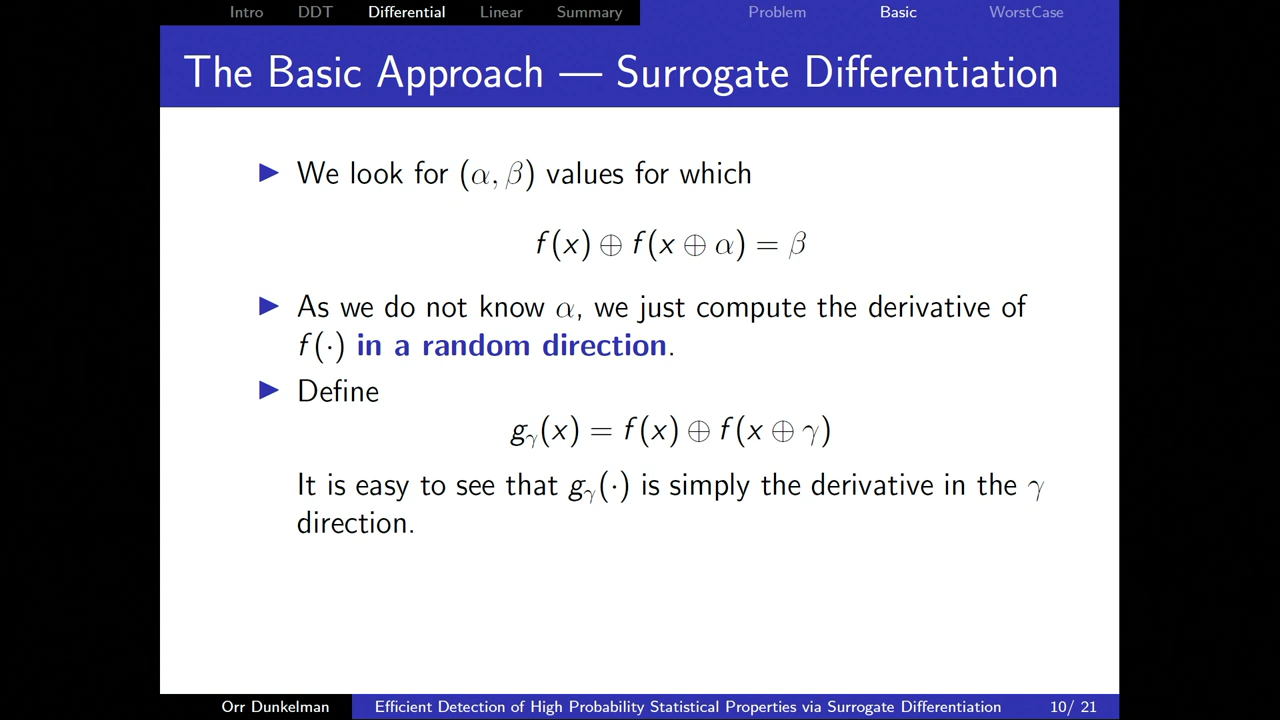 Intro DDT Differential Linear Summary Problem Basic WorstCase
The Basic Approach — Surrogate Differentiation
▶ We look for (α, β) values for which
f(x) ⊕ f(x ⊕ α) = β
▶ As we do not know α, we just compute the derivative of
f(·) in a random direction.
▶ Define
g_γ(x) = f(x) ⊕ f(x ⊕ γ)
It is easy to see that g_γ(·) is simply the derivative in the γ
direction.
Orr Dunkelman Efficient Detection of High Probability Statistical Properties via Surrogate Differentiation 10/ 21